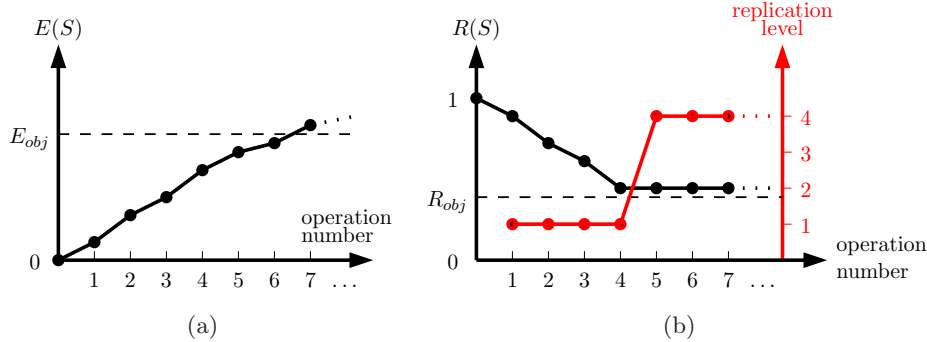 E(S)
E_obj
0
1 2 3 4 5 6 7 ...
operation
number
(a)
R(S)
replication
level
1
R_obj
0
4
3
2
1
1 2 3 4 5 6 7 ...
operation
number
(b)